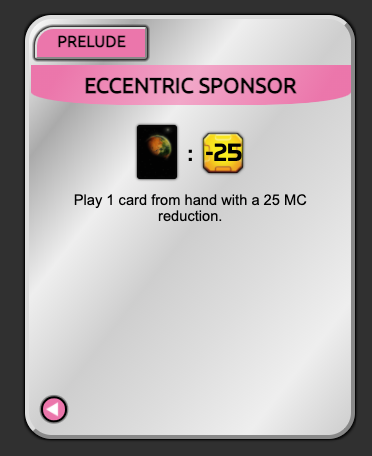 PRELUDE
ECCENTRIC SPONSOR
: -25
Play 1 card from hand with a 25 MC
reduction.